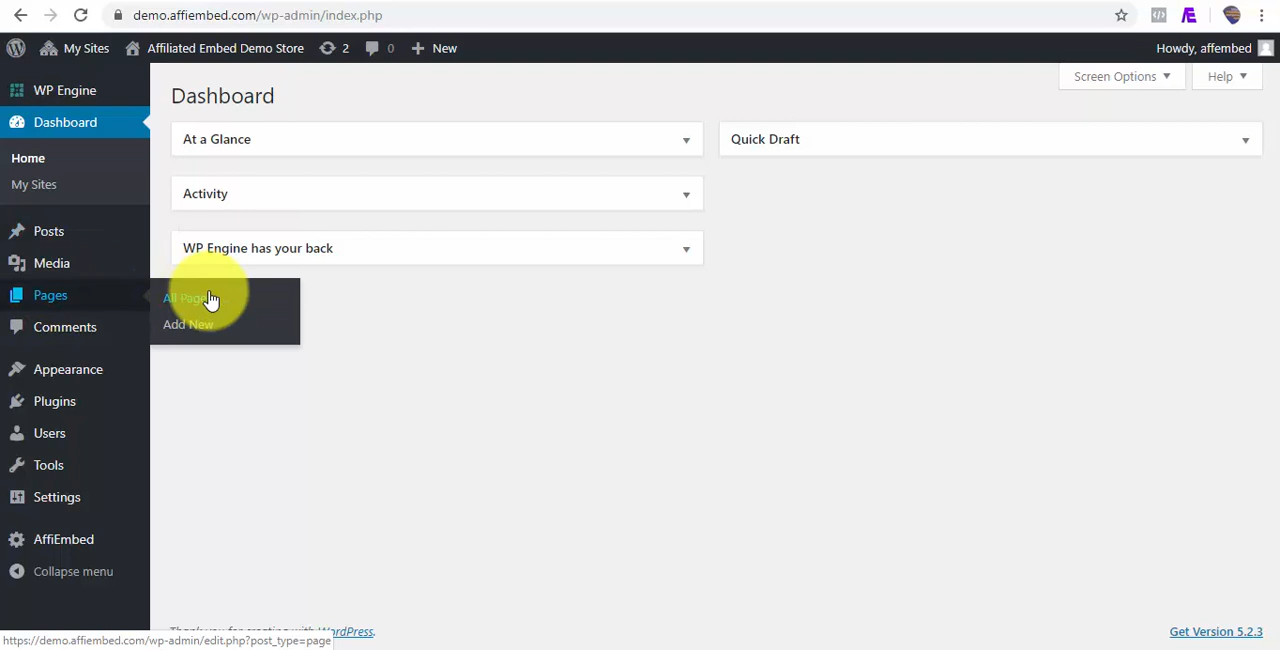 demo.affiembed.com/wp-admin/index.php
My Sites
Affiliated Embed Demo Store
2
0
New
Howdy, affembed
WP Engine
Dashboard
Home
My Sites
Posts
Media
Pages
Comments
Appearance
Plugins
Users
Tools
Settings
AffiEmbed
Collapse menu
All Pages
Add New
Screen Options
Help
Dashboard
At a Glance
Quick Draft
Activity
WP Engine has your back
Thank you for creating with WordPress.
Get Version 5.2.3
https://demo.affiembed.com/wp-admin/edit.php?post_type=page